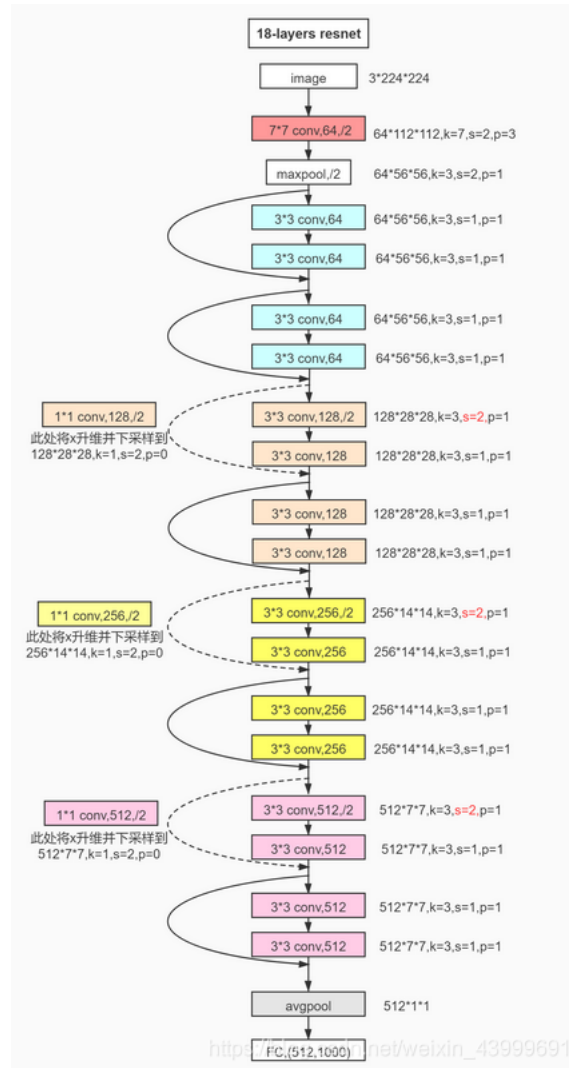 18-layers resnet
image 3*224*224
7*7 conv,64,/2 64*112*112,k=7,s=2,p=3
maxpool,/2 64*56*56,k=3,s=2,p=1
3*3 conv,64 64*56*56,k=3,s=1,p=1
3*3 conv,64 64*56*56,k=3,s=1,p=1
3*3 conv,64 64*56*56,k=3,s=1,p=1
3*3 conv,64 64*56*56,k=3,s=1,p=1
1*1 conv,128,/2 3*3 conv,128,/2 128*28*28,k=3,s=2,p=1
此处将x升维并下采样到
128*28*28,k=1,s=2,p=0
3*3 conv,128 128*28*28,k=3,s=1,p=1
3*3 conv,128 128*28*28,k=3,s=1,p=1
3*3 conv,128 128*28*28,k=3,s=1,p=1
1*1 conv,256,/2 3*3 conv,256,/2 256*14*14,k=3,s=2,p=1
此处将x升维并下采样到
256*14*14,k=1,s=2,p=0
3*3 conv,256 256*14*14,k=3,s=1,p=1
3*3 conv,256 256*14*14,k=3,s=1,p=1
3*3 conv,256 256*14*14,k=3,s=1,p=1
1*1 conv,512,/2 3*3 conv,512,/2 512*7*7,k=3,s=2,p=1
此处将x升维并下采样到
512*7*7,k=1,s=2,p=0
3*3 conv,512 512*7*7,k=3,s=1,p=1
3*3 conv,512 512*7*7,k=3,s=1,p=1
3*3 conv,512 512*7*7,k=3,s=1,p=1
avgpool 512*1*1
FC,(512,1000)
net/weixin_43999691